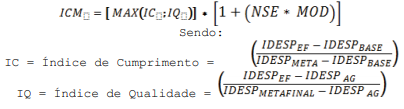 ICM▯ = [ MAX(IC▯;IQ▯)] • [1 + (NSE * MOD)]
Sendo:
IC = Índice de Cumprimento = (IDESP_EF − IDESP_BASE / IDESP_META − IDESP_BASE)
IQ = Índice de Qualidade = (IDESP_EF − IDESP_AG / IDESP_METAFINAL − IDESP_AG)